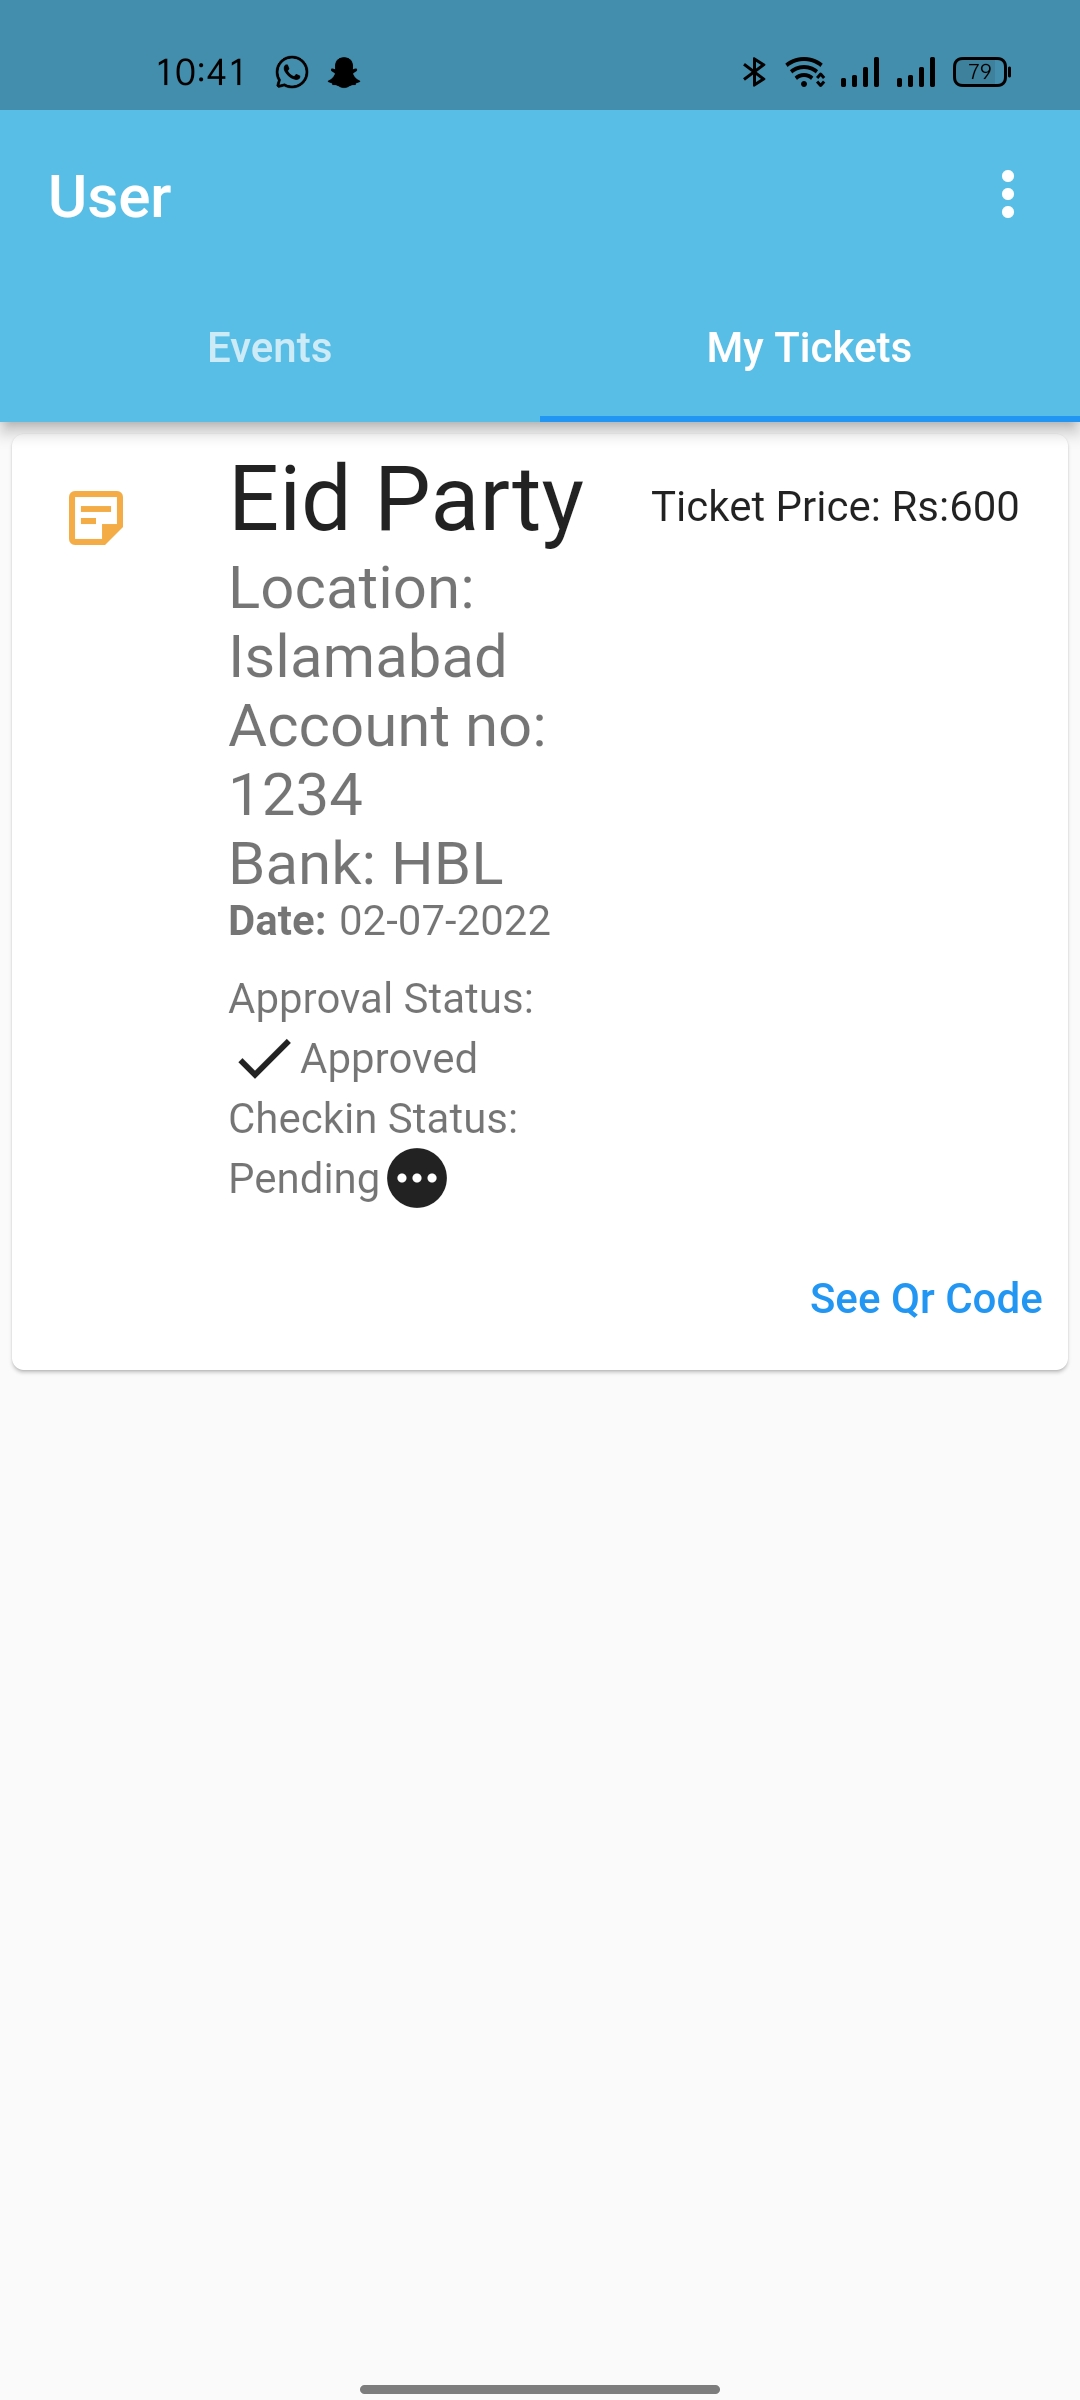 10:41
79
User
Events
My Tickets
Eid Party
Ticket Price: Rs:600
Location:
Islamabad
Account no:
1234
Bank: HBL
Date: 02-07-2022
Approval Status:
Approved
Checkin Status:
Pending
See Qr Code